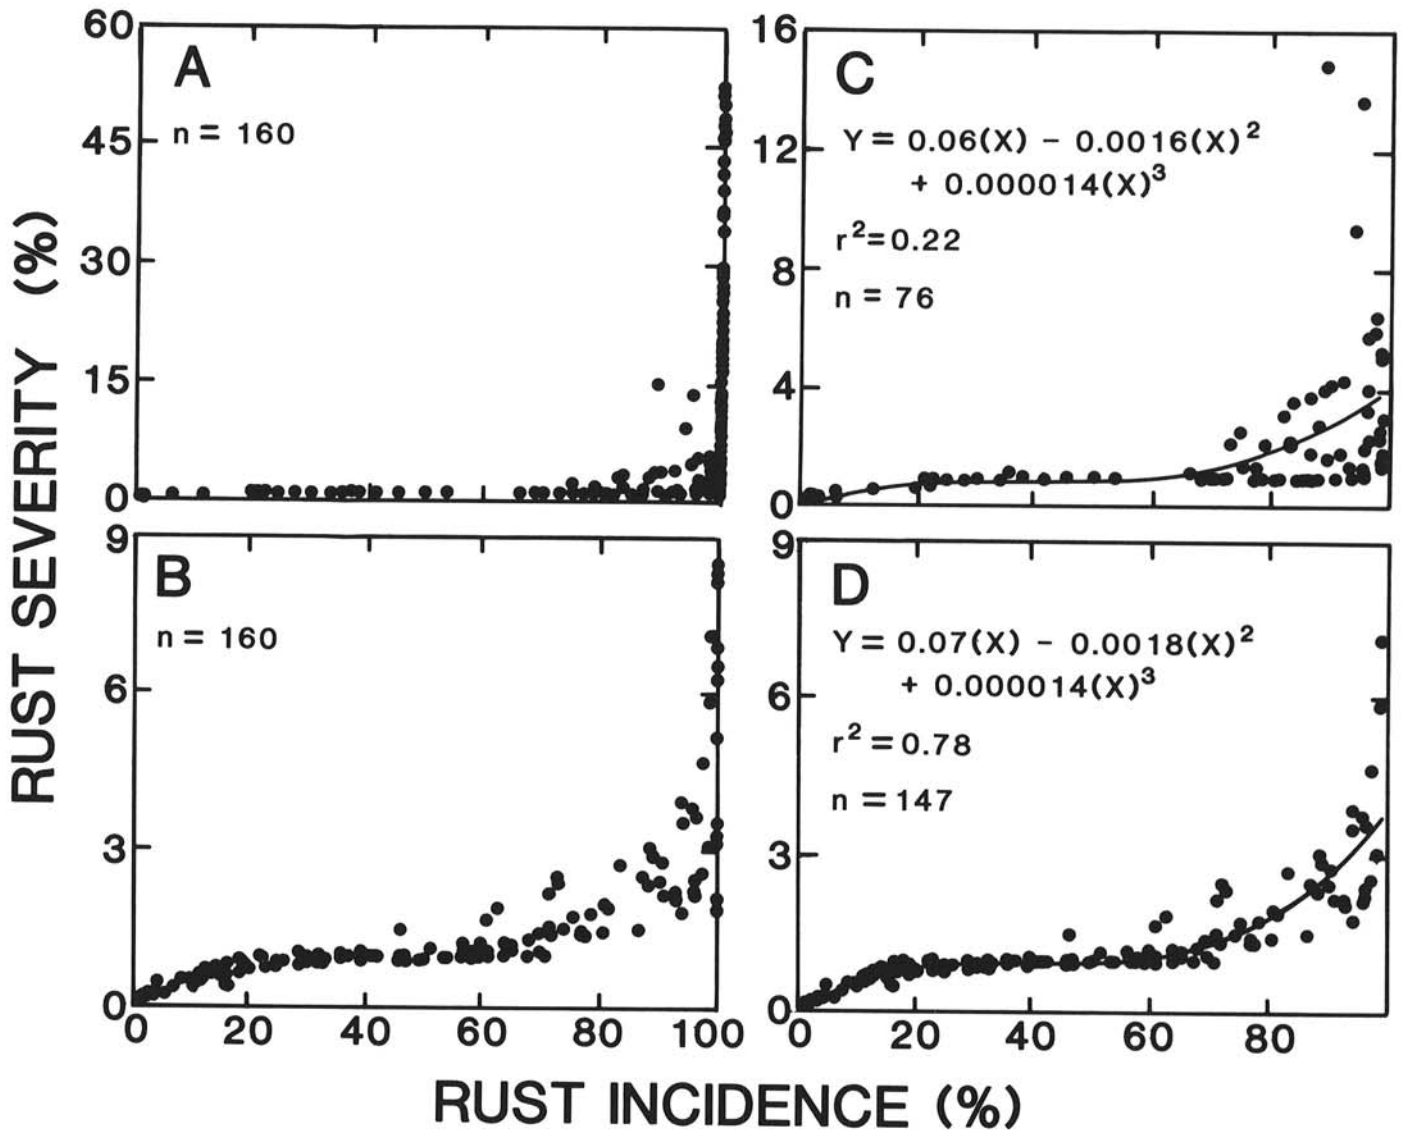 RUST SEVERITY (%)
60
45
30
15
0
A
n = 160
16
12
8
4
0
C
Y = 0.06(X) - 0.0016(X)²
+ 0.000014(X)³
r²=0.22
n = 76
9
6
3
0
B
n = 160
0 20 40 60 80 100
9
6
3
0
D
Y = 0.07(X) - 0.0018(X)²
+ 0.000014(X)³
r² = 0.78
n = 147
0 20 40 60 80
RUST INCIDENCE (%)